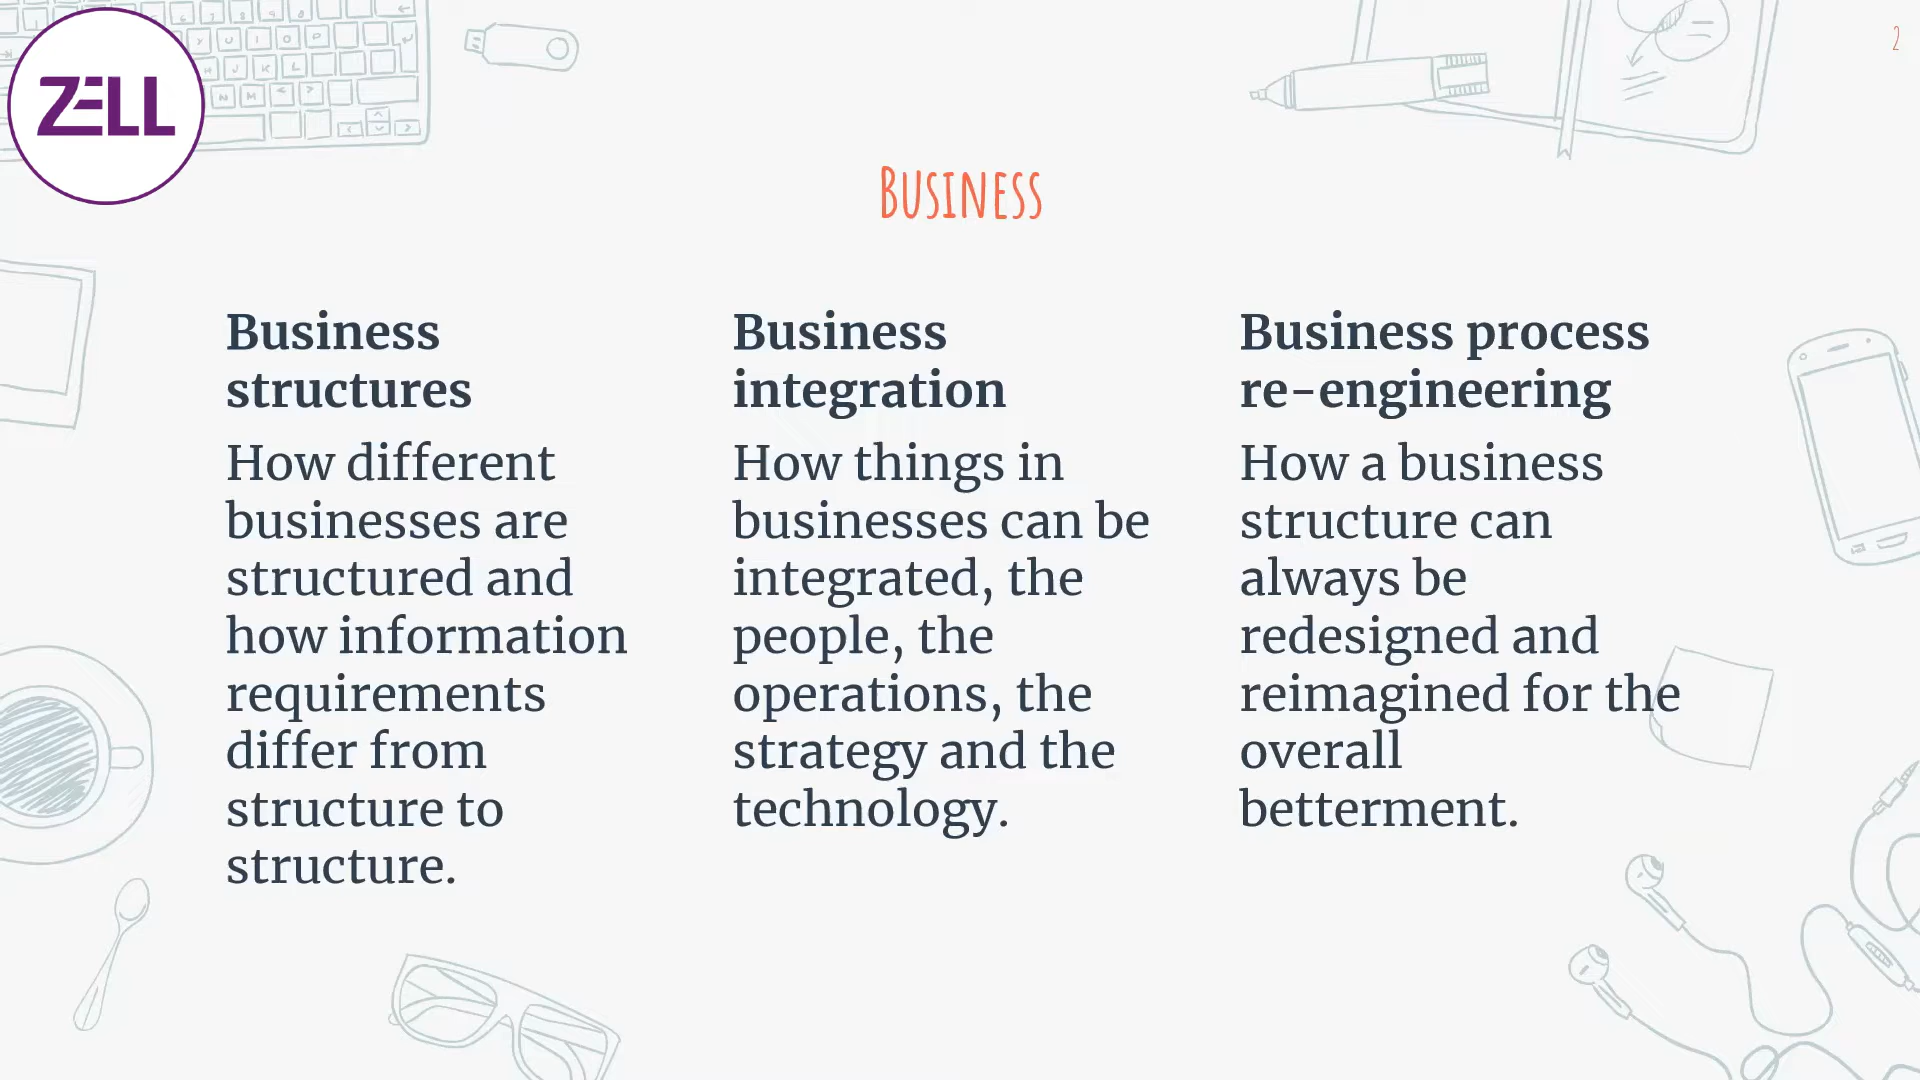 ZELL
2
Business
Business
structures
How different
businesses are
structured and
how information
requirements
differ from
structure to
structure.
Business
integration
How things in
businesses can be
integrated, the
people, the
operations, the
strategy and the
technology.
Business process
re-engineering
How a business
structure can
always be
redesigned and
reimagined for the
overall
betterment.